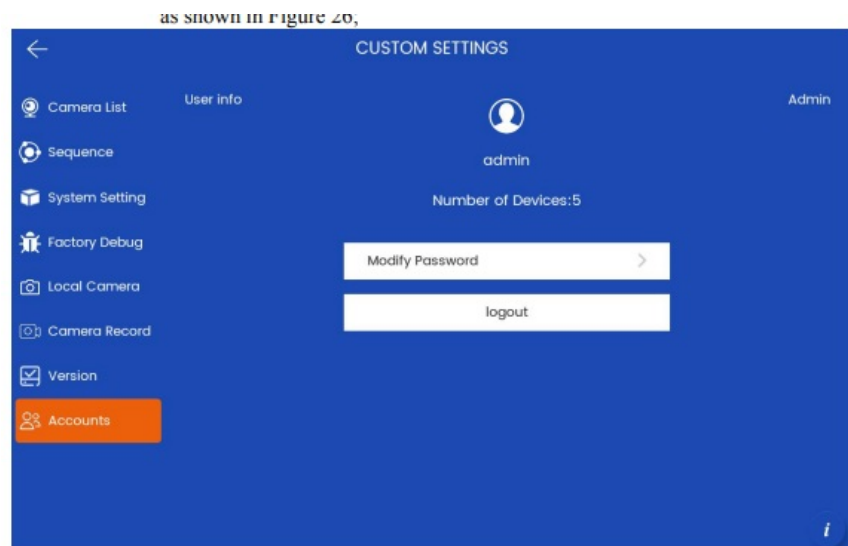 as shown in Figure 26;
CUSTOM SETTINGS
Camera List
User info
Admin
Sequence
admin
System Setting
Number of Devices:5
Factory Debug
Modify Password
Local Camera
logout
Camera Record
Version
Accounts
i